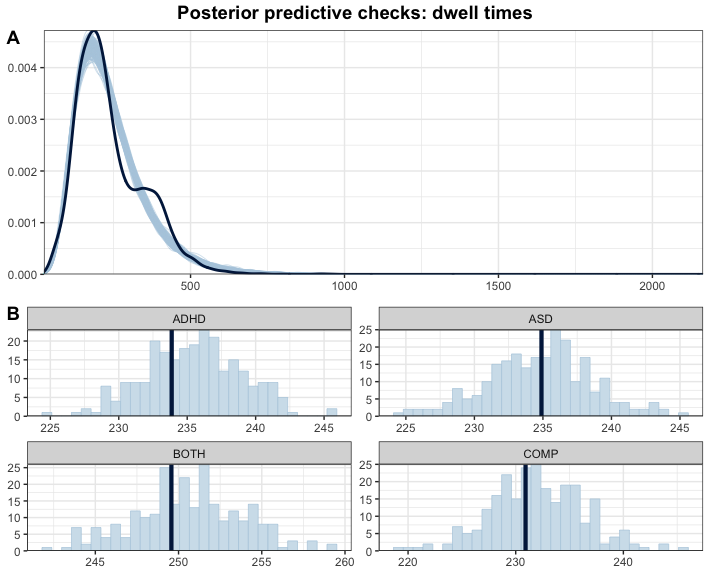 Posterior predictive checks: dwell times
A
0.004
0.003
0.002
0.001
0.000
500 1000 1500 2000
B
ADHD ASD
20
15
10
5
0
225 230 235 240 245
25
20
15
10
5
0
225 230 235 240 245
BOTH COMP
25
20
15
10
5
0
245 250 255 260
25
20
15
10
5
0
220 230 240